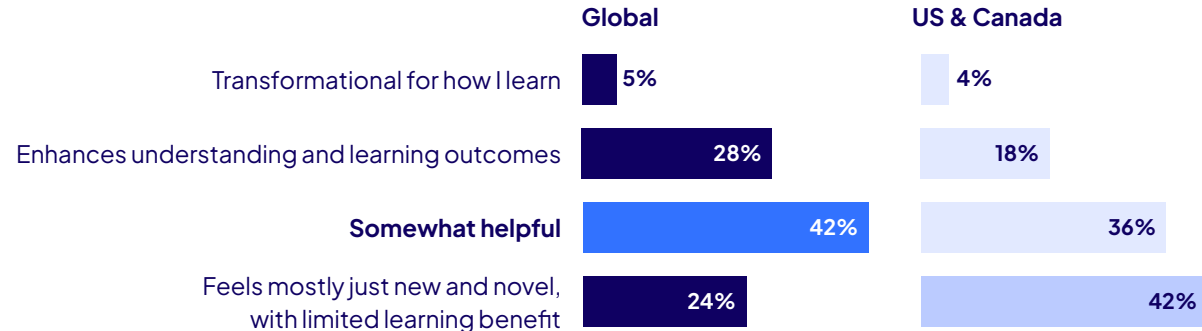 Global US & Canada
Transformational for how I learn 5% 4%
Enhances understanding and learning outcomes 28% 18%
Somewhat helpful 42% 36%
Feels mostly just new and novel,
with limited learning benefit 24% 42%